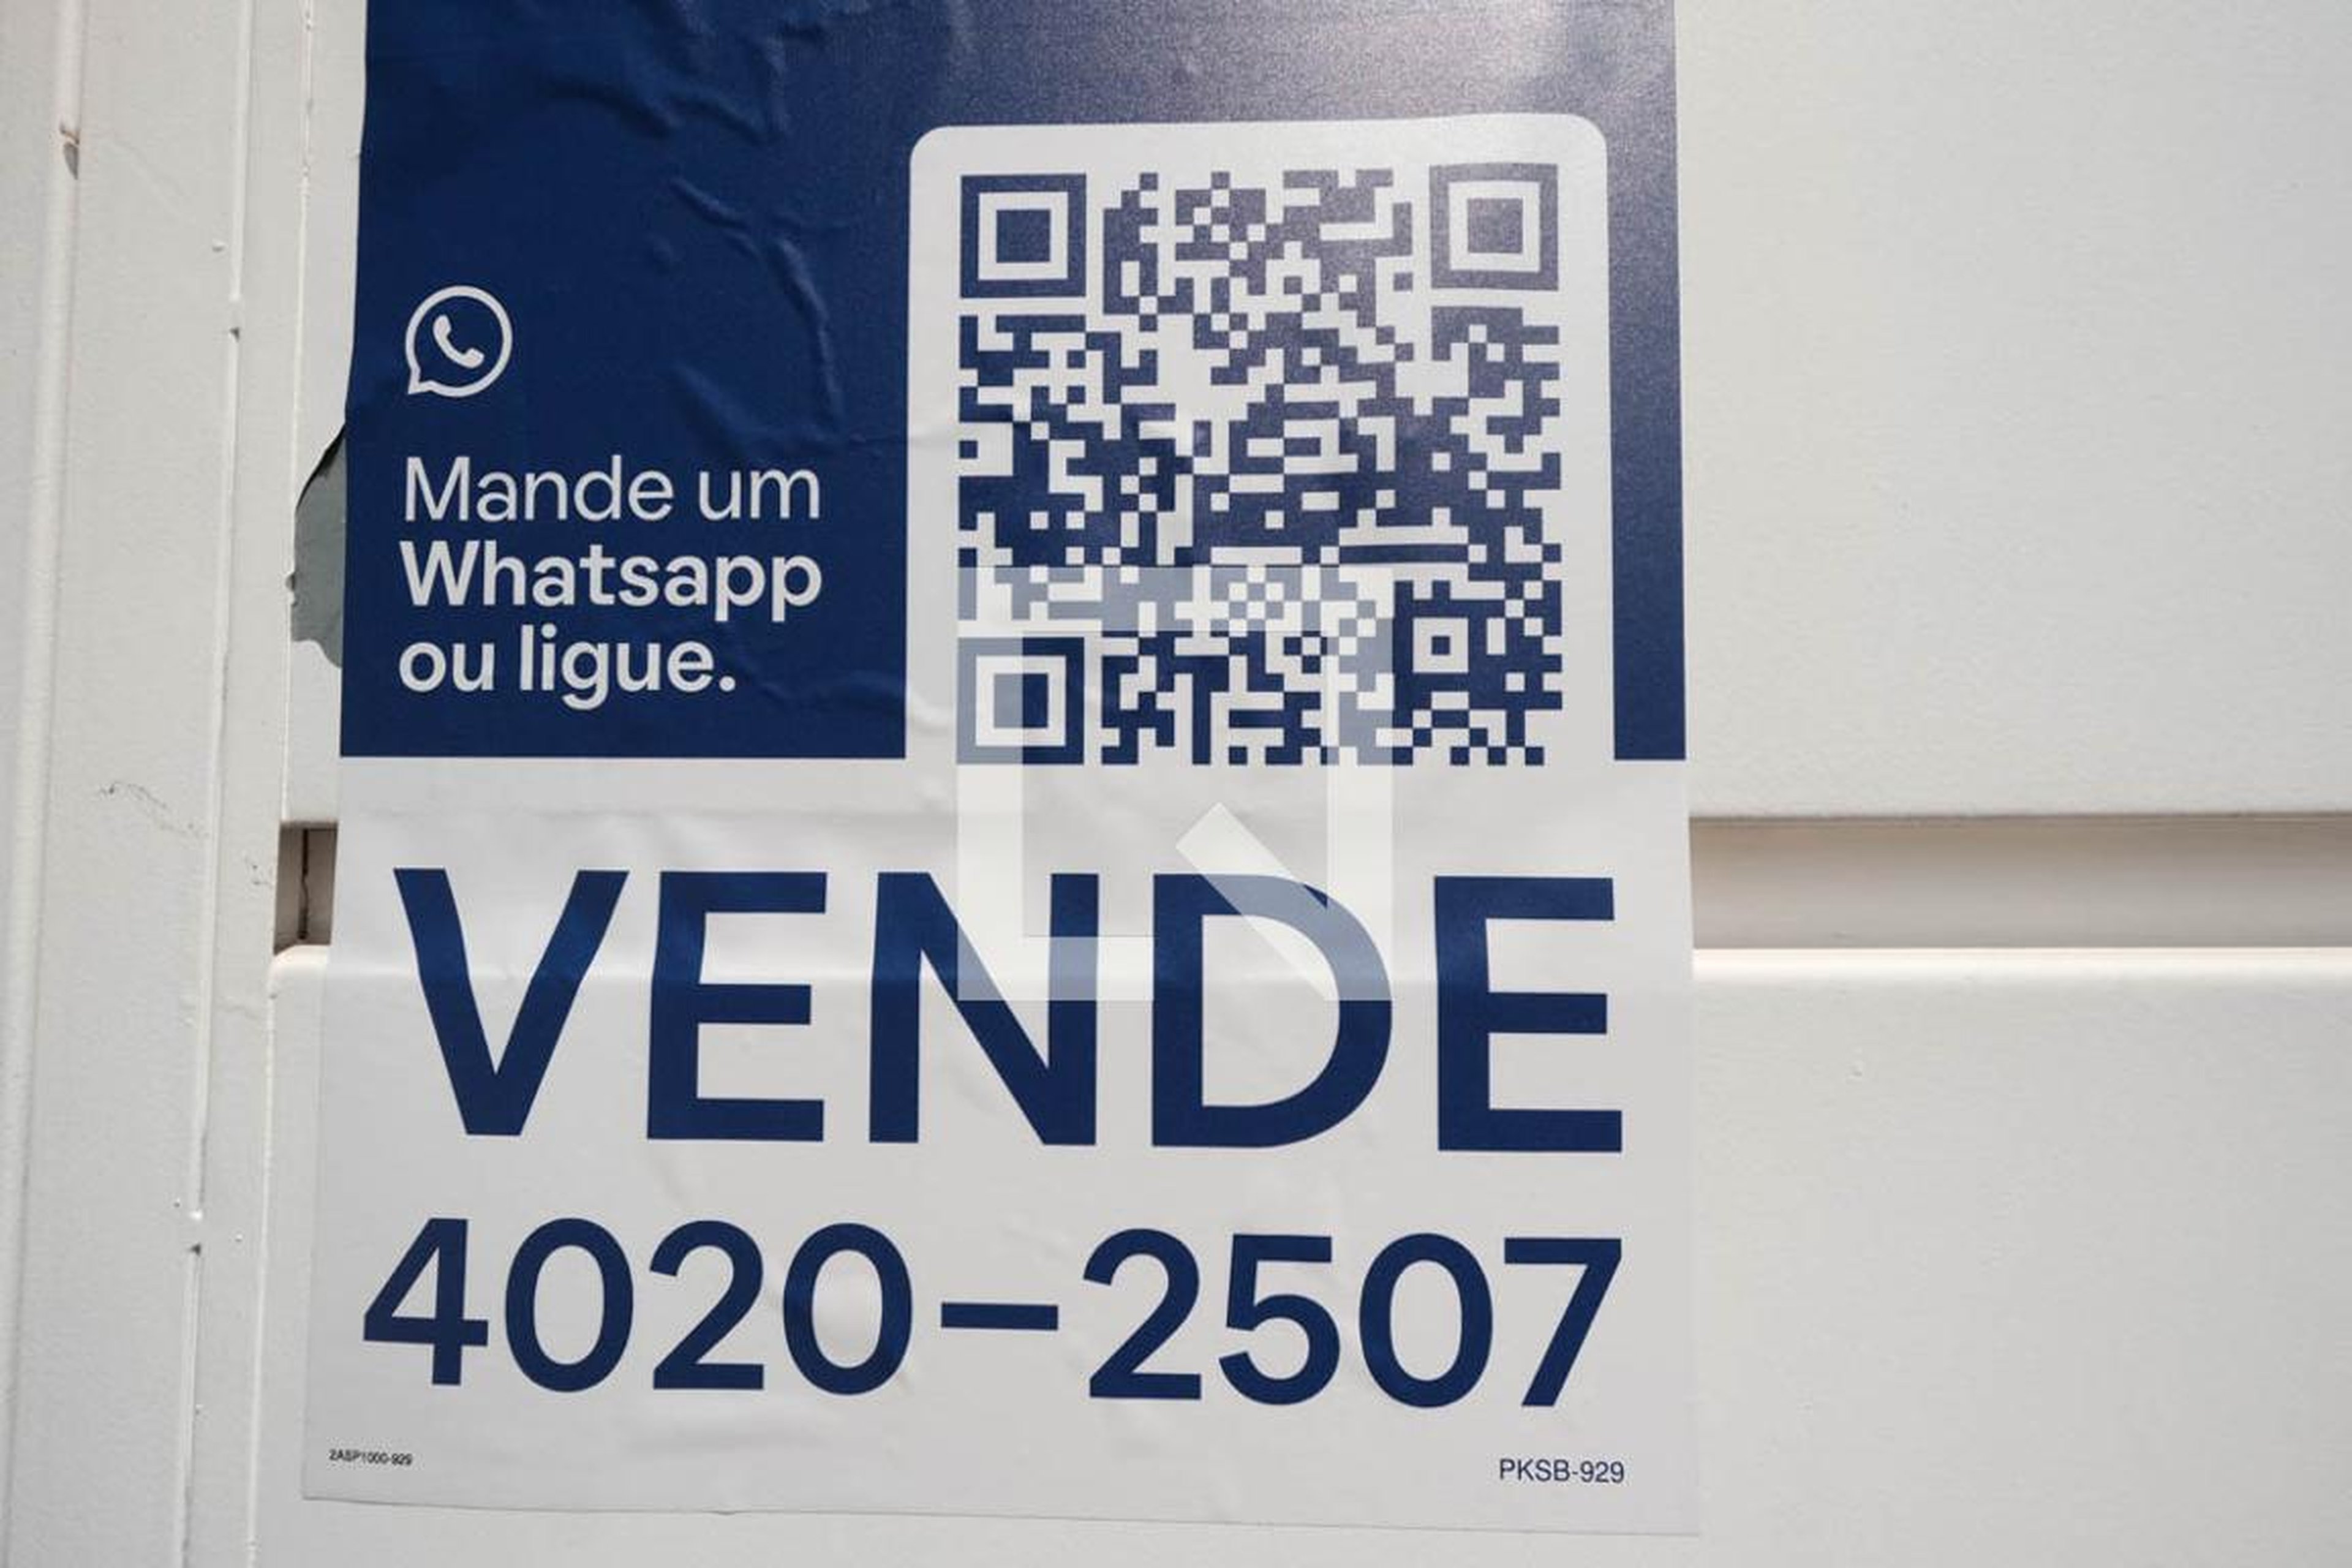 Mande um
Whatsapp
ou ligue.
VENDE
4020-2507
2ASP1000-929
PKSB-929